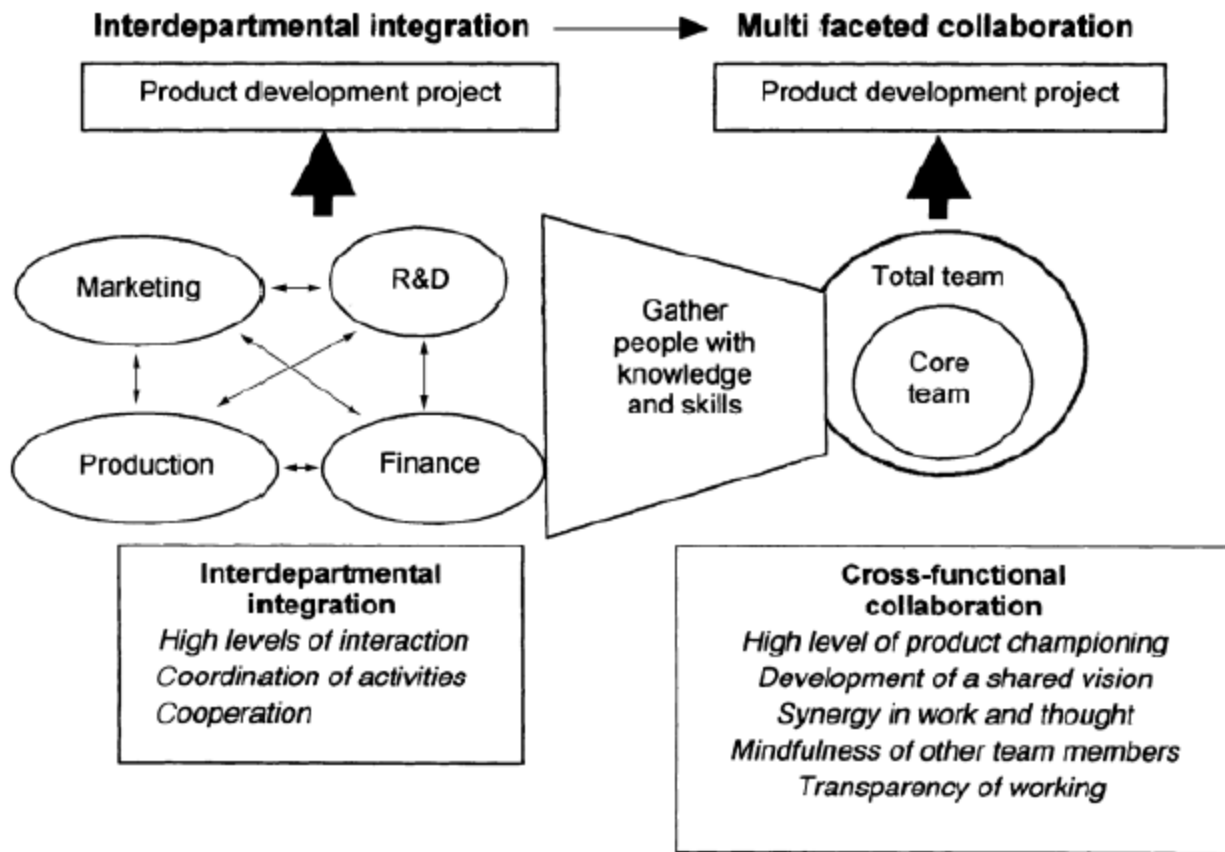 Interdepartmental integration
Multi faceted collaboration
Product development project
Product development project
Marketing
R&D
Production
Finance
Gather
people with
knowledge
and skills
Total team
Core
team
Interdepartmental
integration
High levels of interaction
Coordination of activities
Cooperation
Cross-functional
collaboration
High level of product championing
Development of a shared vision
Synergy in work and thought
Mindfulness of other team members
Transparency of working